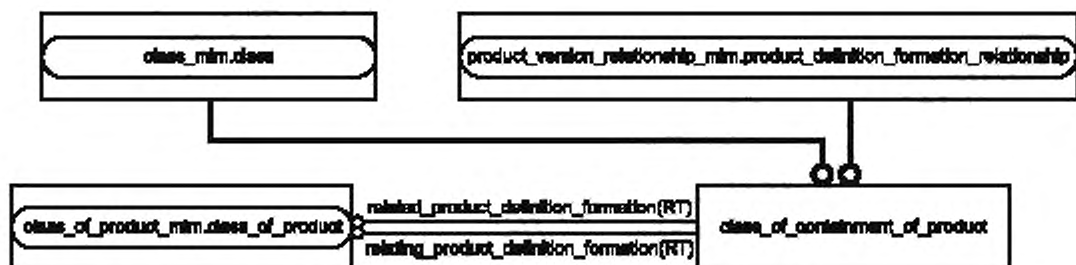 class_mim.class
product_version_relationship_mim.product_definition_formation_relationship
related_product_definition_formation(RT)
class_of_product_mim.class_of_product
class_of_containment_of_product
relating_product_definition_formation(RT)